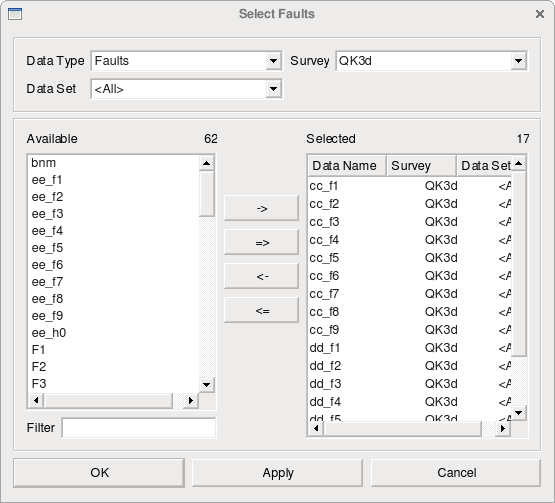 Select Faults
Data Type Faults Survey QK3d
Data Set <All>
Available 62 Selected 17
Data Name Survey Data Set
bnm
ee_f1
ee_f2
ee_f3
ee_f4
ee_f5
ee_f6
ee_f7
ee_f8
ee_f9
ee_h0
F1
F2
F3
Filter
->
=>
<-
<=
cc_f1 QK3d <A
cc_f2 QK3d <A
cc_f3 QK3d <A
cc_f4 QK3d <A
cc_f5 QK3d <A
cc_f6 QK3d <A
cc_f7 QK3d <A
cc_f8 QK3d <A
cc_f9 QK3d <A
dd_f1 QK3d <A
dd_f2 QK3d <A
dd_f3 QK3d <A
dd_f4 QK3d <A
dd_f5 QK3d <A
OK Apply Cancel